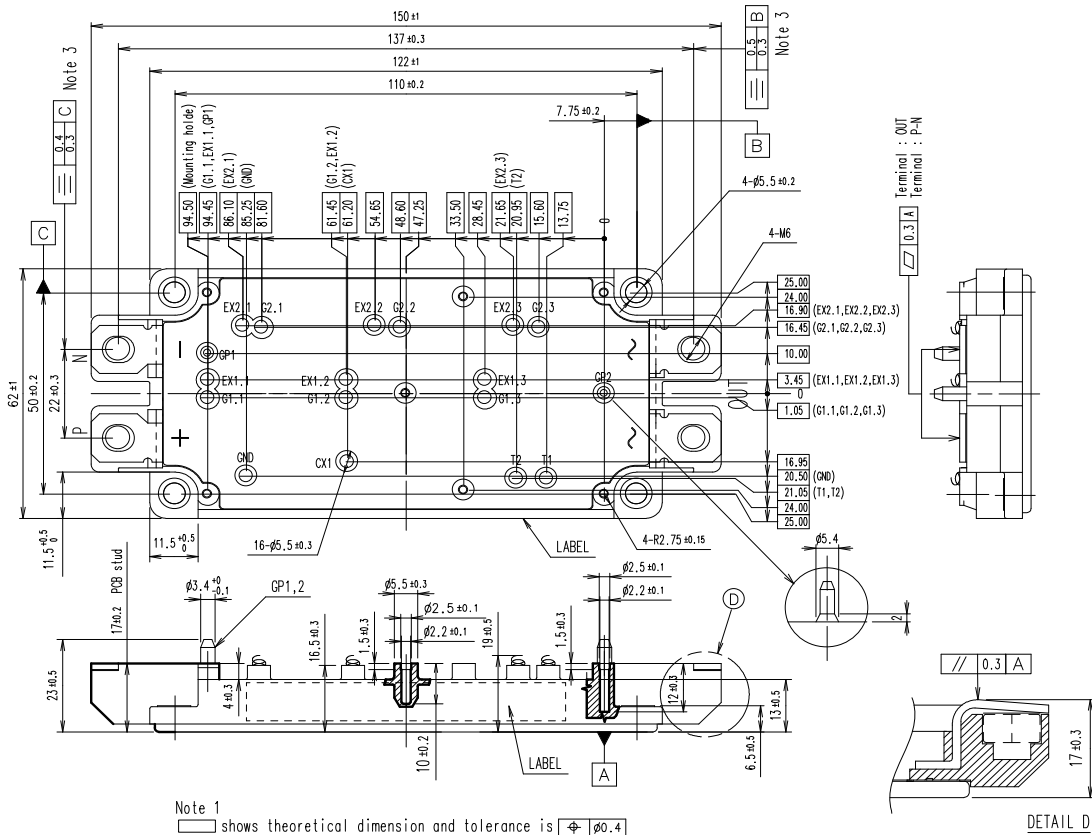 150 ±1
137 ±0.3
122 ±1
110 ±0.2
7.75 ±0.2
Note 3
C
0.4
0.3
B
0.5
0.3
Note 3
B
C
(Mounting holde)
(G1.1,EX1.1,GP1)
(EX2.1)
(GND)
(G1.2,EX1.2)
(CX1)
(EX2.3)
(T2)
94.50
94.45
86.10
85.25
81.60
61.45
61.20
54.65
48.60
47.25
33.50
28.45
21.65
20.95
15.60
13.75
0
4-ø5.5 ±0.2
4-M6
Terminal : OUT
Terminal : P-N
0.3 A
25.00
24.00
16.90 (EX2.1,EX2.2,EX2.3)
16.45 (G2.1,G2.2,G2.3)
10.00
3.45 (EX1.1,EX1.2,EX1.3)
0
1.05 (G1.1,G1.2,G1.3)
16.95
20.50 (GND)
21.05 (T1,T2)
24.00
25.00
EX2.1 G2.1 EX2.2 G2.2 EX2.3 G2.3
N − GP1 ~
EX1.1 EX1.2 EX1.3 GP2
G1.1 G1.2 G1.3 OUT
P + ~
GND CX1 T2 T1
62 ±1
50 ±0.2
22 ±0.3
11.5 +0.5 0
11.5 +0.5 0
16-ø5.5 ±0.3
LABEL
4-R2.75 ±0.15
ø5.4
2
17±0.2 PCB stud
ø3.4 +0 -0.1
GP1,2
16.5 ±0.3
1.5±0.3
ø5.5±0.3
ø2.5 ±0.1
ø2.2±0.1
19 ±0.5
1.5±0.3
ø2.5 ±0.1
ø2.2 ±0.1
D
23 ±0.5
4±0.3
10 ±0.2
12±0.3
13 ±0.5
6.5±0.5
LABEL
A
// 0.3 A
17 ±0.3
DETAIL D
Note 1
shows theoretical dimension and tolerance is ⌖ ø0.4